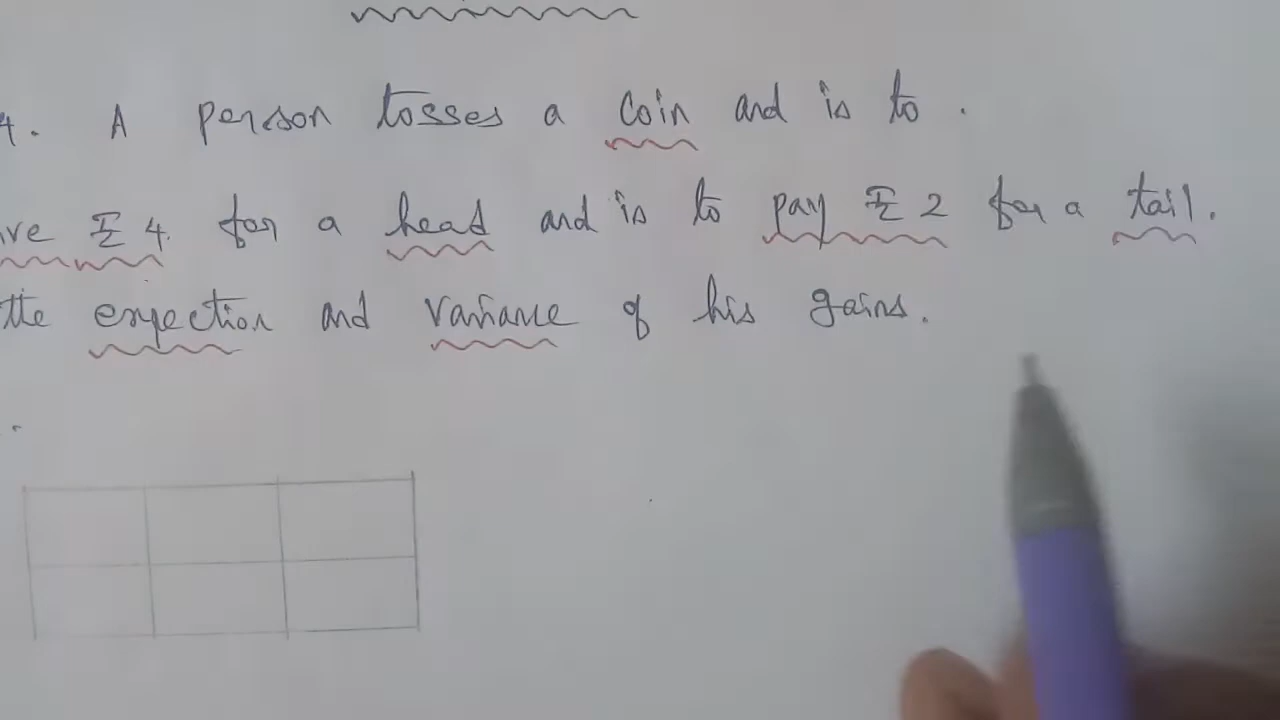 4. A person tosses a coin and is to.
ive ₹ 4. for a head and is to pay ₹ 2 for a tail.
the expection and variance of his gains.